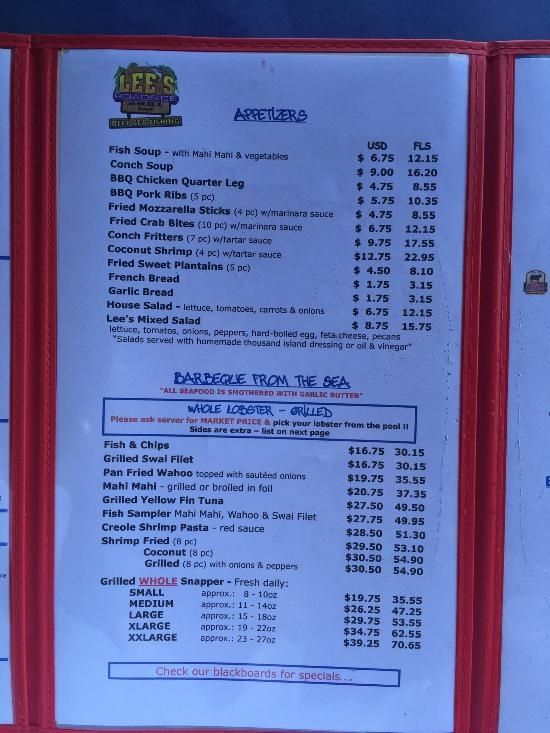 LEE'S
ROADSIDE
GRILL
DEEP SEA FISHING
APPETIZERS
USD FLS
Fish Soup - with Mahi Mahi & vegetables $ 6.75 12.15
Conch Soup $ 9.00 16.20
BBQ Chicken Quarter Leg $ 4.75 8.55
BBQ Pork Ribs (5 pc) $ 5.75 10.35
Fried Mozzarella Sticks (4 pc) w/marinara sauce $ 4.75 8.55
Fried Crab Bites (10 pc) w/marinara sauce $ 6.75 12.15
Conch Fritters (7 pc) w/tartar sauce $ 9.75 17.55
Coconut Shrimp (4 pc) w/tartar sauce $12.75 22.95
Fried Sweet Plantains (5 pc) $ 4.50 8.10
French Bread $ 1.75 3.15
Garlic Bread $ 1.75 3.15
House Salad - lettuce, tomatoes, carrots & onions $ 6.75 12.15
Lee's Mixed Salad $ 8.75 15.75
lettuce, tomatos, onions, peppers, hard-boiled egg, feta cheese, pecans
"Salads served with homemade thousand island dressing or oil & vinegar"
BARBEQUE FROM THE SEA
"ALL SEAFOOD IS SMOTHERED WITH GARLIC BUTTER"
WHOLE LOBSTER - GRILLED
Please ask server for MARKET PRICE & pick your lobster from the pool !!
Sides are extra – list on next page
Fish & Chips $16.75 30.15
Grilled Swai Filet $16.75 30.15
Pan Fried Wahoo topped with sautéed onions $19.75 35.55
Mahi Mahi - grilled or broiled in foil $20.75 37.35
Grilled Yellow Fin Tuna $27.50 49.50
Fish Sampler Mahi Mahi, Wahoo & Swai Filet $27.75 49.95
Creole Shrimp Pasta - red sauce $28.50 51.30
Shrimp Fried (8 pc) $29.50 53.10
Coconut (8 pc) $30.50 54.90
Grilled (8 pc) with onions & peppers $30.50 54.90
Grilled WHOLE Snapper - Fresh daily:
SMALL approx.: 8 - 10oz $19.75 35.55
MEDIUM approx.: 11 - 14oz $26.25 47.25
LARGE approx.: 15 - 18oz $29.75 53.55
XLARGE approx.: 19 - 22oz $34.75 62.55
XXLARGE approx.: 23 - 27oz $39.25 70.65
Check our blackboards for specials....